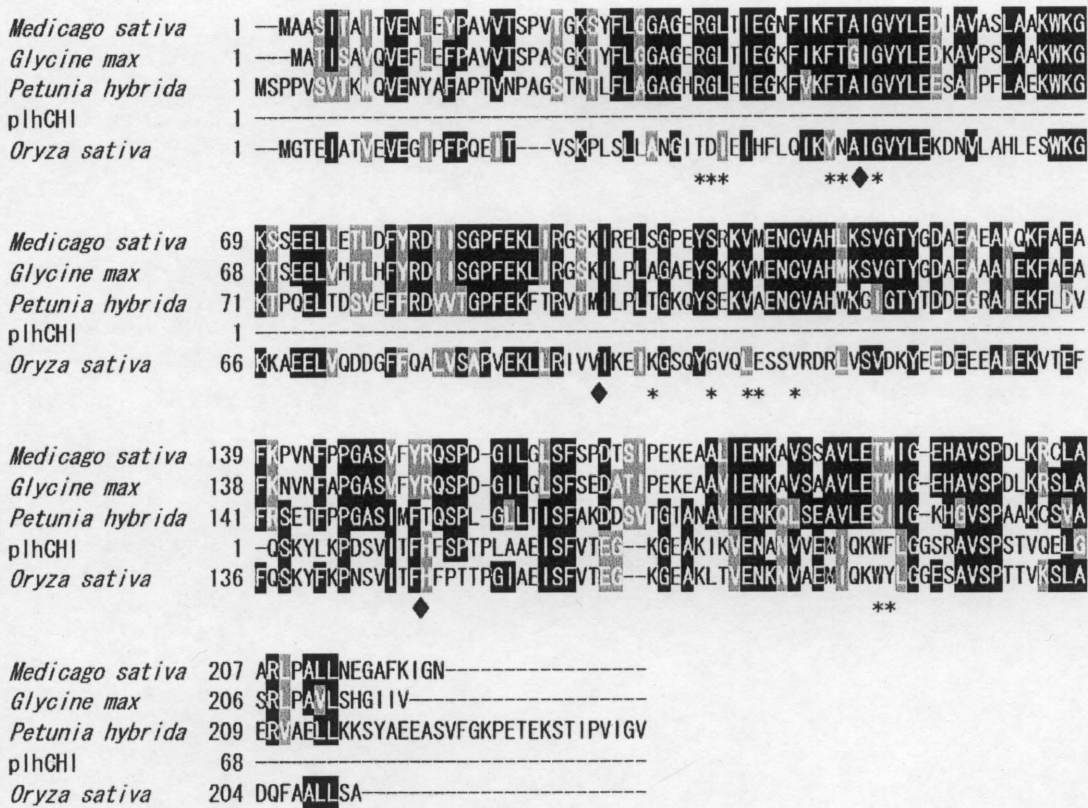 Medicago sativa 1 --MAASITAITVENLEYPAVVTSPVTGKSYFLGGAGERGLTIEGNFIKFTAIGVYLEDIAVASLAAKWKG
Glycine max 1 ---MATISAVQVEFLEFPAVVTSPASGKTYFLGGAGERGLTIEGKFIKFTGIGVYLEDKAVPSLAAKWKG
Petunia hybrida 1 MSPPVSVTKMQVENYAFAPTVNPAGSTNTLFLAGAGHRGLEIEGKFVKFTAIGVYLEESAIPFLAEKWKG
plhCHI 1 ----------------------------------------------------------------------
Oryza sativa 1 --MGTEIATVEVEGIPFPQEIT---VSKPLSLLANGITDIEIHFLQIKYNAIGVYLEKDNVLAHLESWKG
*** **◆*
Medicago sativa 69 KSSEELLETLDFYRDIISGPFEKLIRGSKIRELSGPEYSRKVMENCVAHLKSVGTYGDAEAEAMQKFAEA
Glycine max 68 KTSEELVHTLHFYRDIISGPFEKLIRGSKILPLAGAEYSKKVMENCVAHMKSVGTYGDAEAAAIEKFAEA
Petunia hybrida 71 KTPQELTDSVEFFRDVVTGPFEKFTRVTMILPLTGKQYSEKVAENCVAHWKGIGTYTDDEGRAIEKFLDV
plhCHI 1 ----------------------------------------------------------------------
Oryza sativa 66 KKAEELVQDDGFFQALVSAPVEKLLRIVVIKEIKGSQYGVQLESSVRDRLVSVDKYEEDEEEALEKVTEF
◆ * * ** *
Medicago sativa 139 FKPVNFPPGASVFYRQSPD-GILGLSFSPDTSIPEKEAALIENKAVSSAVLETMIG-EHAVSPDLKRCLA
Glycine max 138 FKNVNFAPGASVFYRQSPD-GILGLSFSEDATIPEKEAAVIENKAVSAAVLETMIG-EHAVSPDLKRSLA
Petunia hybrida 141 FRSETFPPGASIMFTQSPL-GLLTISFAKDDSVTGTANAVIENKQLSEAVLESIIG-KHGVSPAAKCSVA
plhCHI 1 -QSKYLKPDSVITFHFSPTPLAAEISFVTEG--KGEAKIKVENANVVEMIQKWFLGGSRAVSPSTVQELG
Oryza sativa 136 FQSKYFKPNSVITFHFPTTPGIAEISFVTEG--KGEAKLTVENKNVAEMIQKWYLGGESAVSPTTVKSLA
◆ **
Medicago sativa 207 ARLPALLNEGAFKIGN-----------------
Glycine max 206 SRLPAVLSHGIIV--------------------
Petunia hybrida 209 ERVAELLKKSYAEEASVFGKPETEKSTIPVIGV
plhCHI 68 ---------------------------------
Oryza sativa 204 DQFAALLSA------------------------